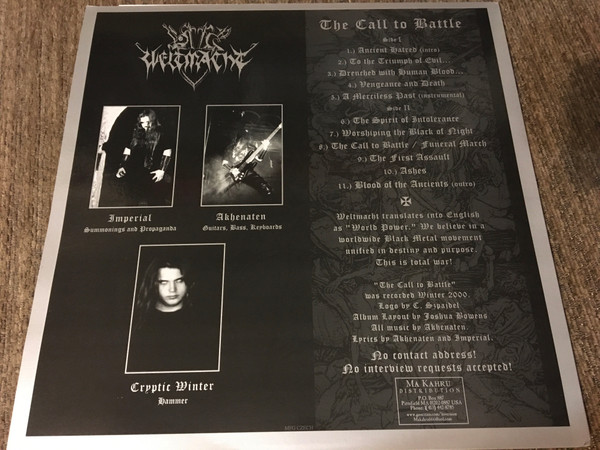 Weltmacht
Imperial
Summonings and Propaganda
Akhenaten
Guitars, Bass, Keyboards
Cryptic Winter
Hammer
The Call to Battle
Side I
1.) Ancient Hatred (intro)
2.) To the Triumph of Evil...
3.) Drenched with Human Blood...
4.) Vengeance and Death
5.) A Merciless Past (instrumental)
Side II
6.) The Spirit of Intolerance
7.) Worshiping the Black of Night
8.) The Call to Battle / Funeral March
9.) The First Assault
10.) Ashes
11.) Blood of the Ancients (outro)
Weltmacht translates into English
as "World Power." We believe in a
worldwide Black Metal movement
unified in destiny and purpose.
This is total war!
"The Call to Battle"
was recorded Winter 2000.
Logo by C. Szpajdel
Album Layout by Joshua Bowens
All music by Akhenaten
Lyrics by Akhenaten and Imperial.
No contact address!
No interview requests accepted!
Ma Kahru
Distribution